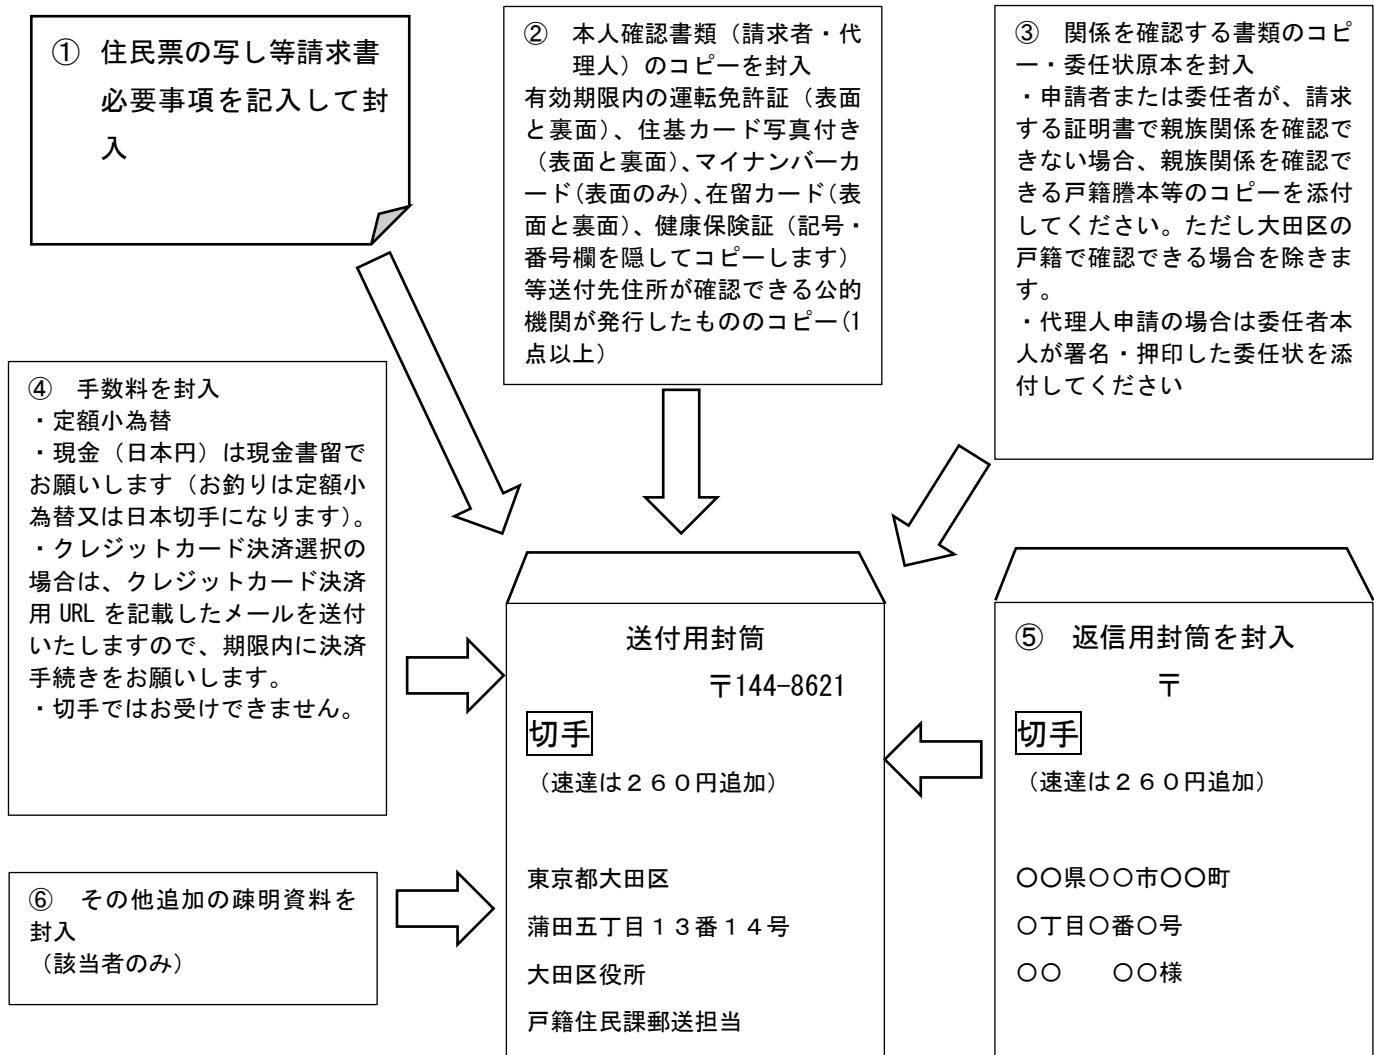 ① 住民票の写し等請求書
必要事項を記入して封
入
② 本人確認書類（請求者・代
理人）のコピーを封入
有効期限内の運転免許証（表面
と裏面）、住基カード写真付き
（表面と裏面）、マイナンバーカ
ード（表面のみ）、在留カード（表
面と裏面）、健康保険証（記号・
番号欄を隠してコピーします）
等送付先住所が確認できる公的
機関が発行したもののコピー（1
点以上）
③ 関係を確認する書類のコピ
ー・委任状原本を封入
・申請者または委任者が、請求
する証明書で親族関係を確認で
きない場合、親族関係を確認で
きる戸籍謄本等のコピーを添付
してください。ただし大田区の
戸籍で確認できる場合を除きま
す。
・代理人申請の場合は委任者本
人が署名・押印した委任状を添
付してください
④ 手数料を封入
・定額小為替
・現金（日本円）は現金書留で
お願いします（お釣りは定額小
為替又は日本切手になります）。
・クレジットカード決済選択の
場合は、クレジットカード決済
用 URL を記載したメールを送付
いたしますので、期限内に決済
手続きをお願いします。
・切手ではお受けできません。
送付用封筒
〒144-8621
切手
（速達は２６０円追加）
東京都大田区
蒲田五丁目１３番１４号
大田区役所
戸籍住民課郵送担当
⑤ 返信用封筒を封入
〒
切手
（速達は２６０円追加）
〇〇県〇〇市〇〇町
〇丁目〇番〇号
〇〇　　〇〇様
⑥ その他追加の疎明資料を
封入
（該当者のみ）